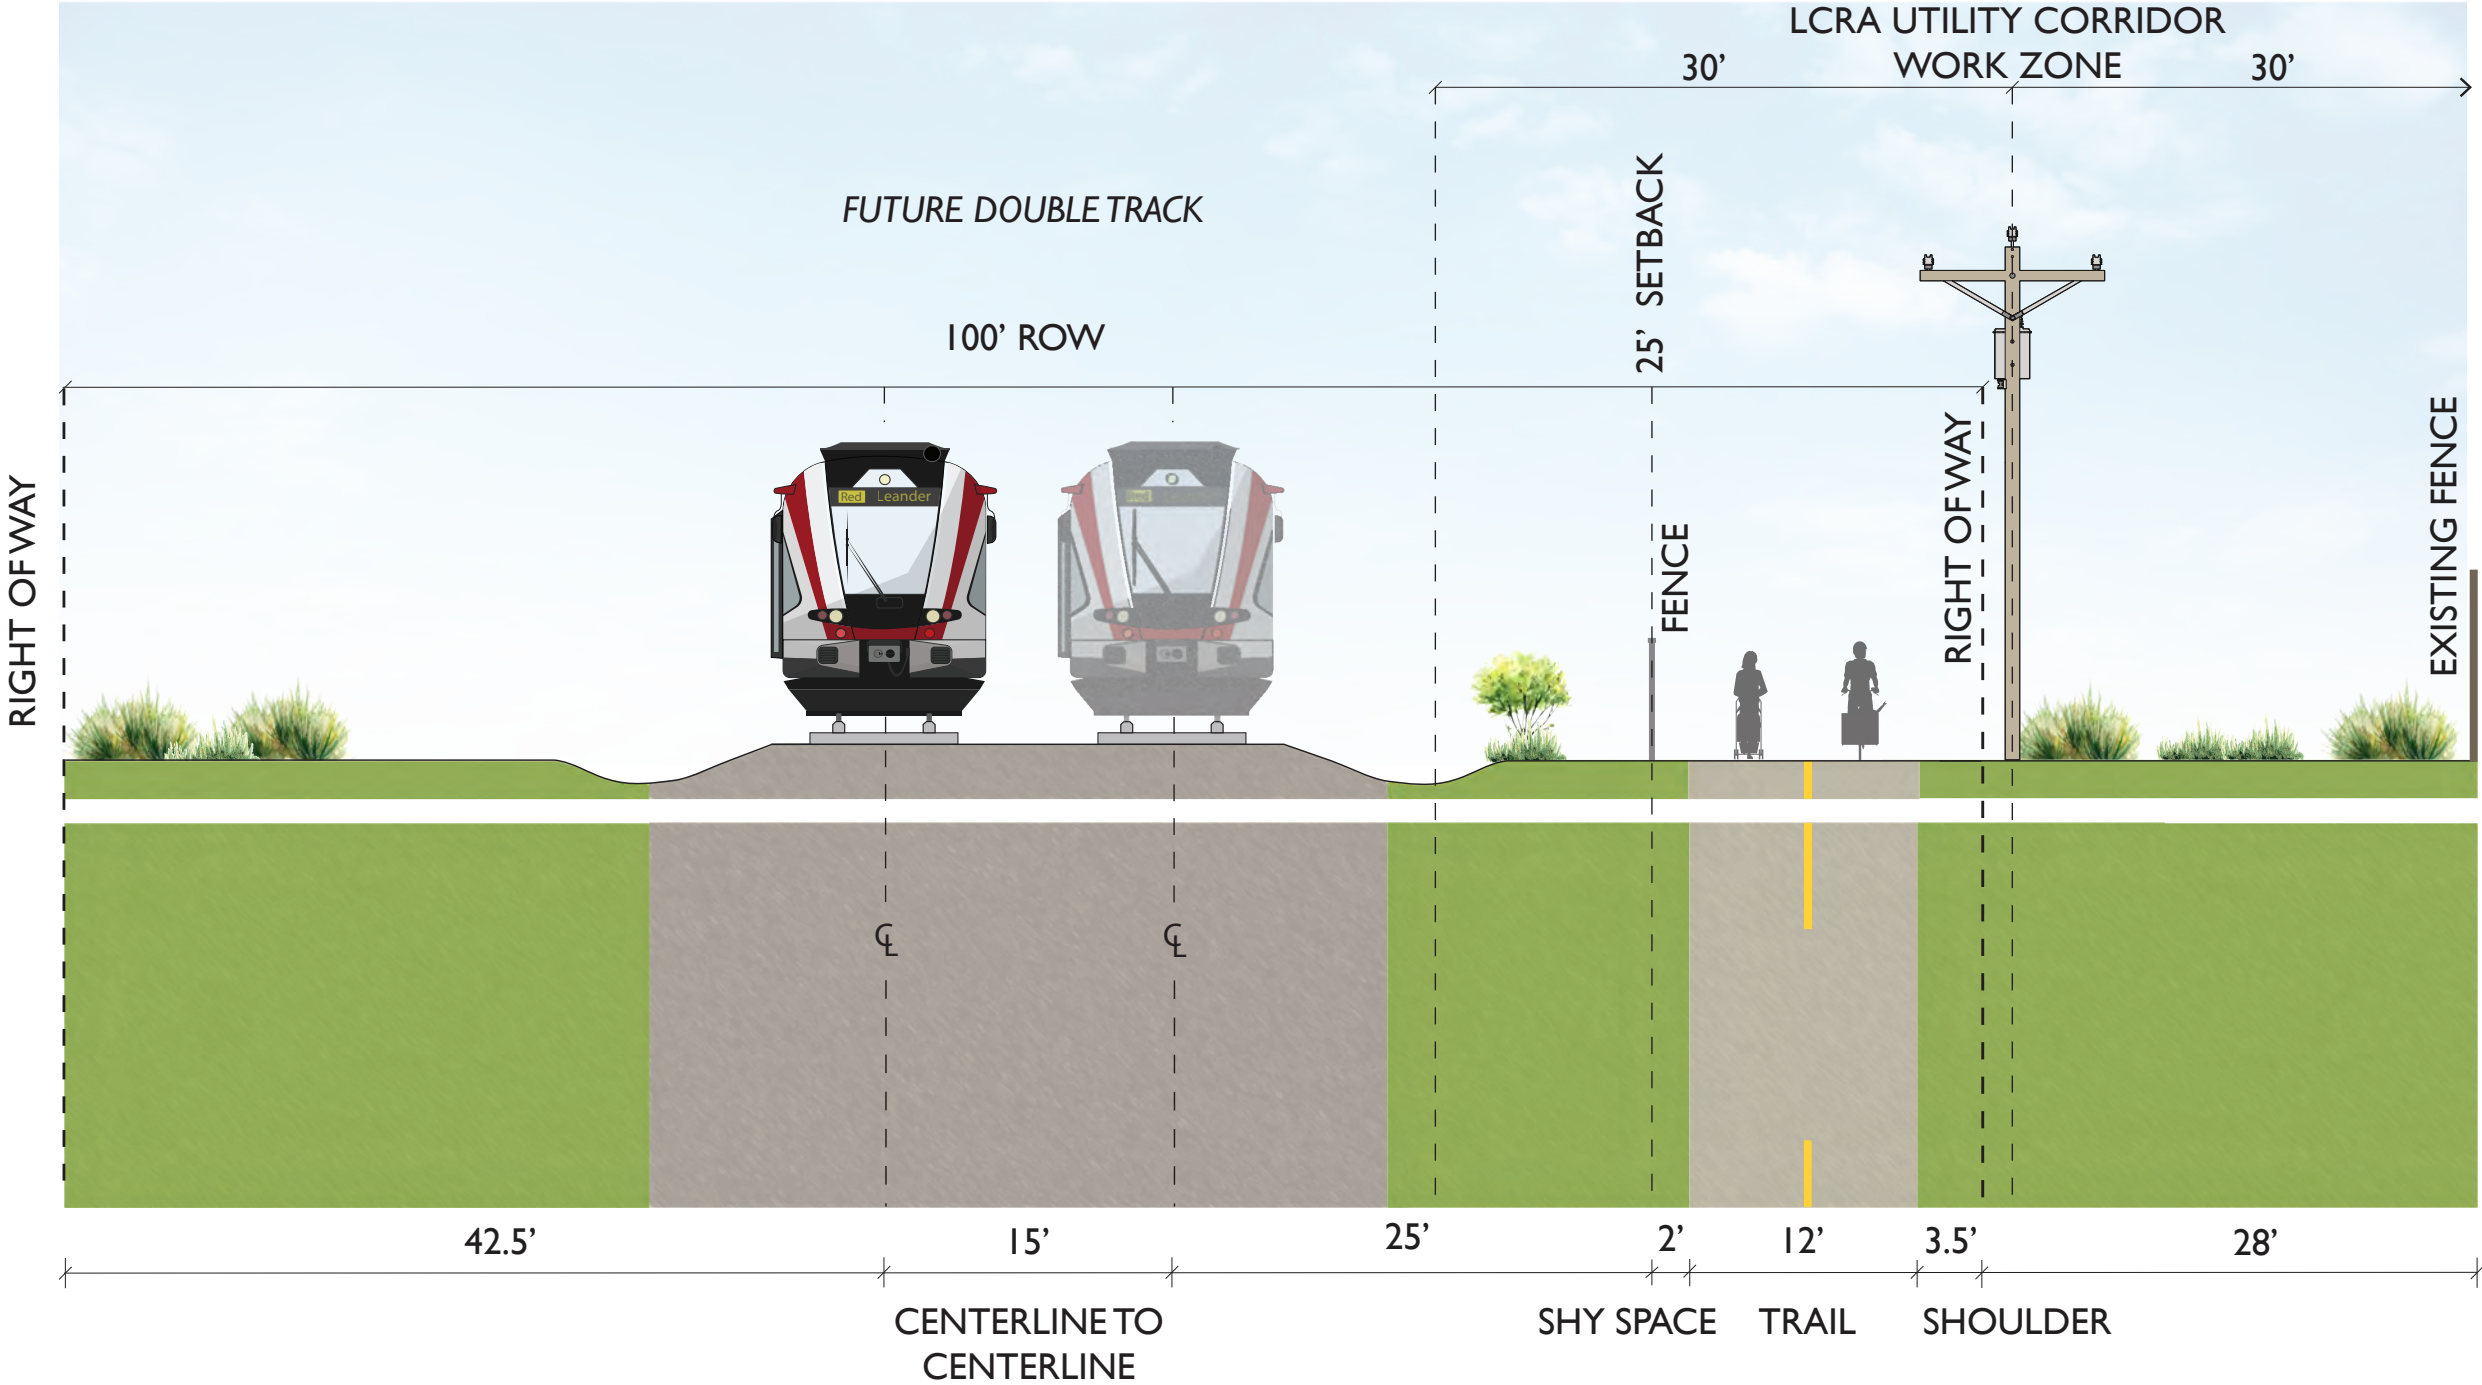 LCRA UTILITY CORRIDOR
WORK ZONE
30’
30’
FUTURE DOUBLE TRACK
25’ SETBACK
100’ ROW
RIGHT OF WAY
Red Leander
FENCE
RIGHT OF WAY
EXISTING FENCE
℄
℄
42.5’
15’
25’
2’
12’
3.5’
28’
CENTERLINE TO
CENTERLINE
SHY SPACE
TRAIL
SHOULDER